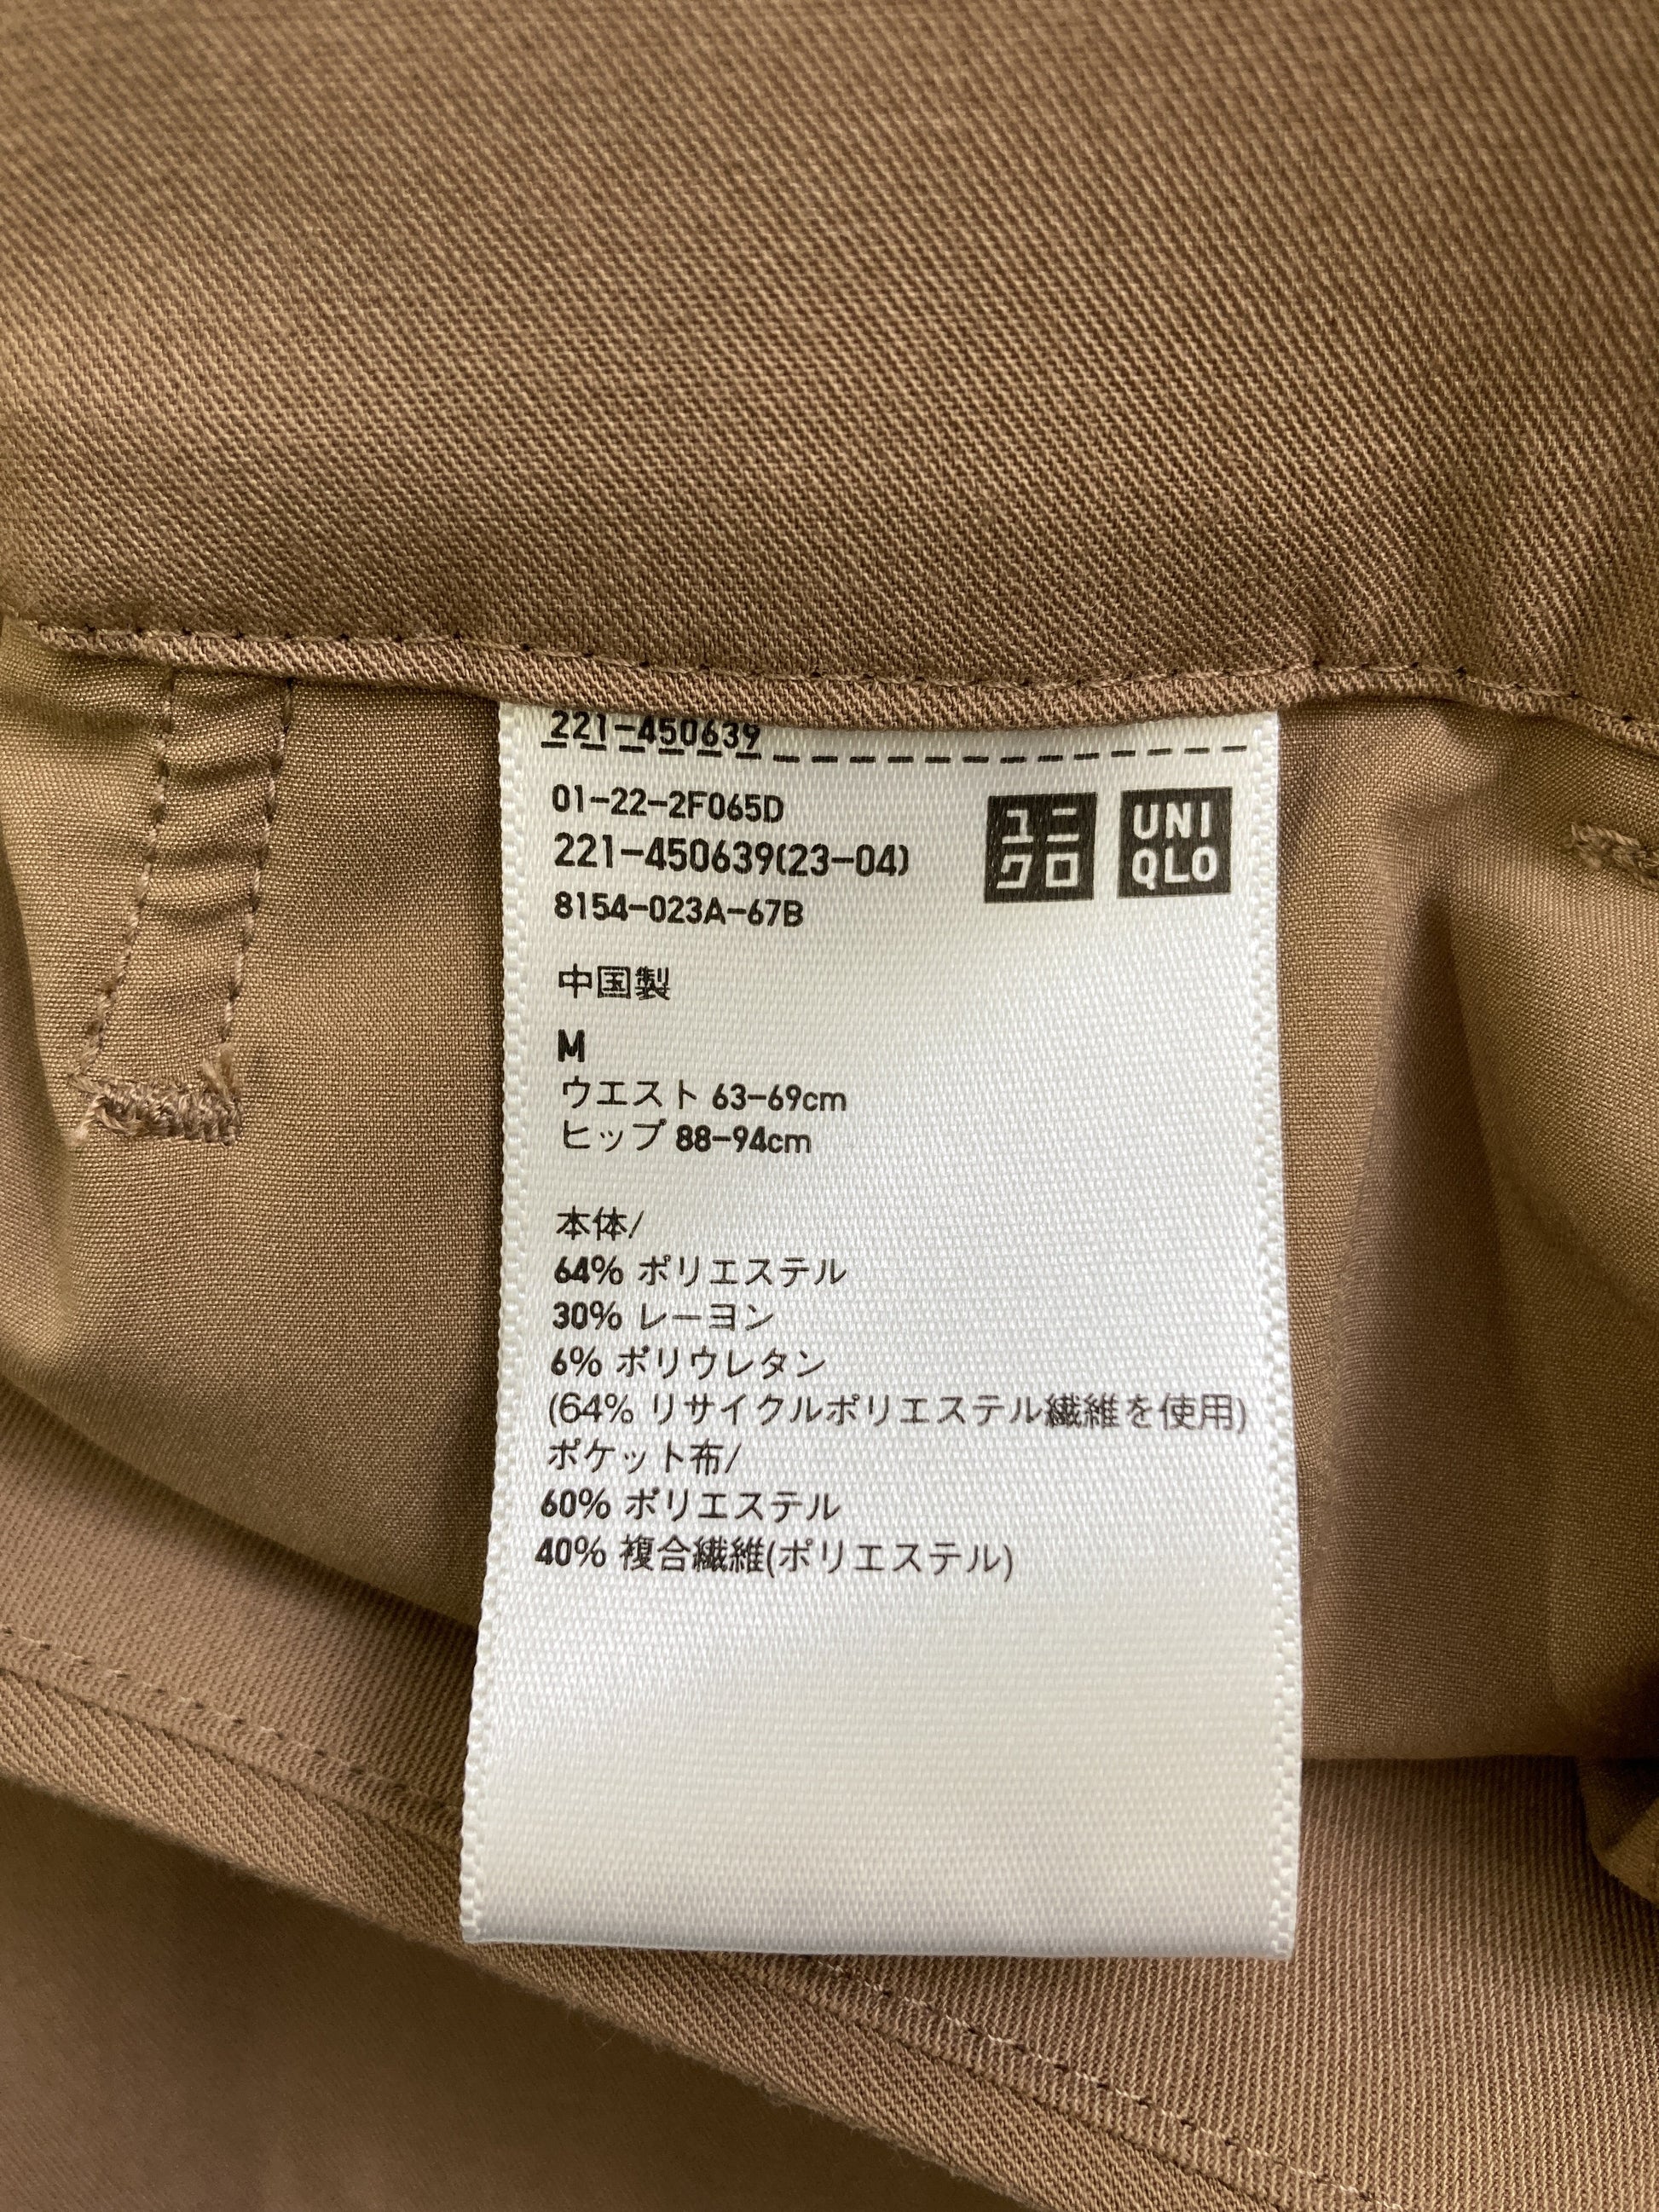 221-450639
01-22-2F065D
221-450639(23-04)
8154-023A-67B
ユニ
クロ
UNI
QLO
中国製
M
ウエスト 63-69cm
ヒップ 88-94cm
本体/
64% ポリエステル
30% レーヨン
6% ポリウレタン
(64% リサイクルポリエステル繊維を使用)
ポケット布/
60% ポリエステル
40% 複合繊維(ポリエステル)